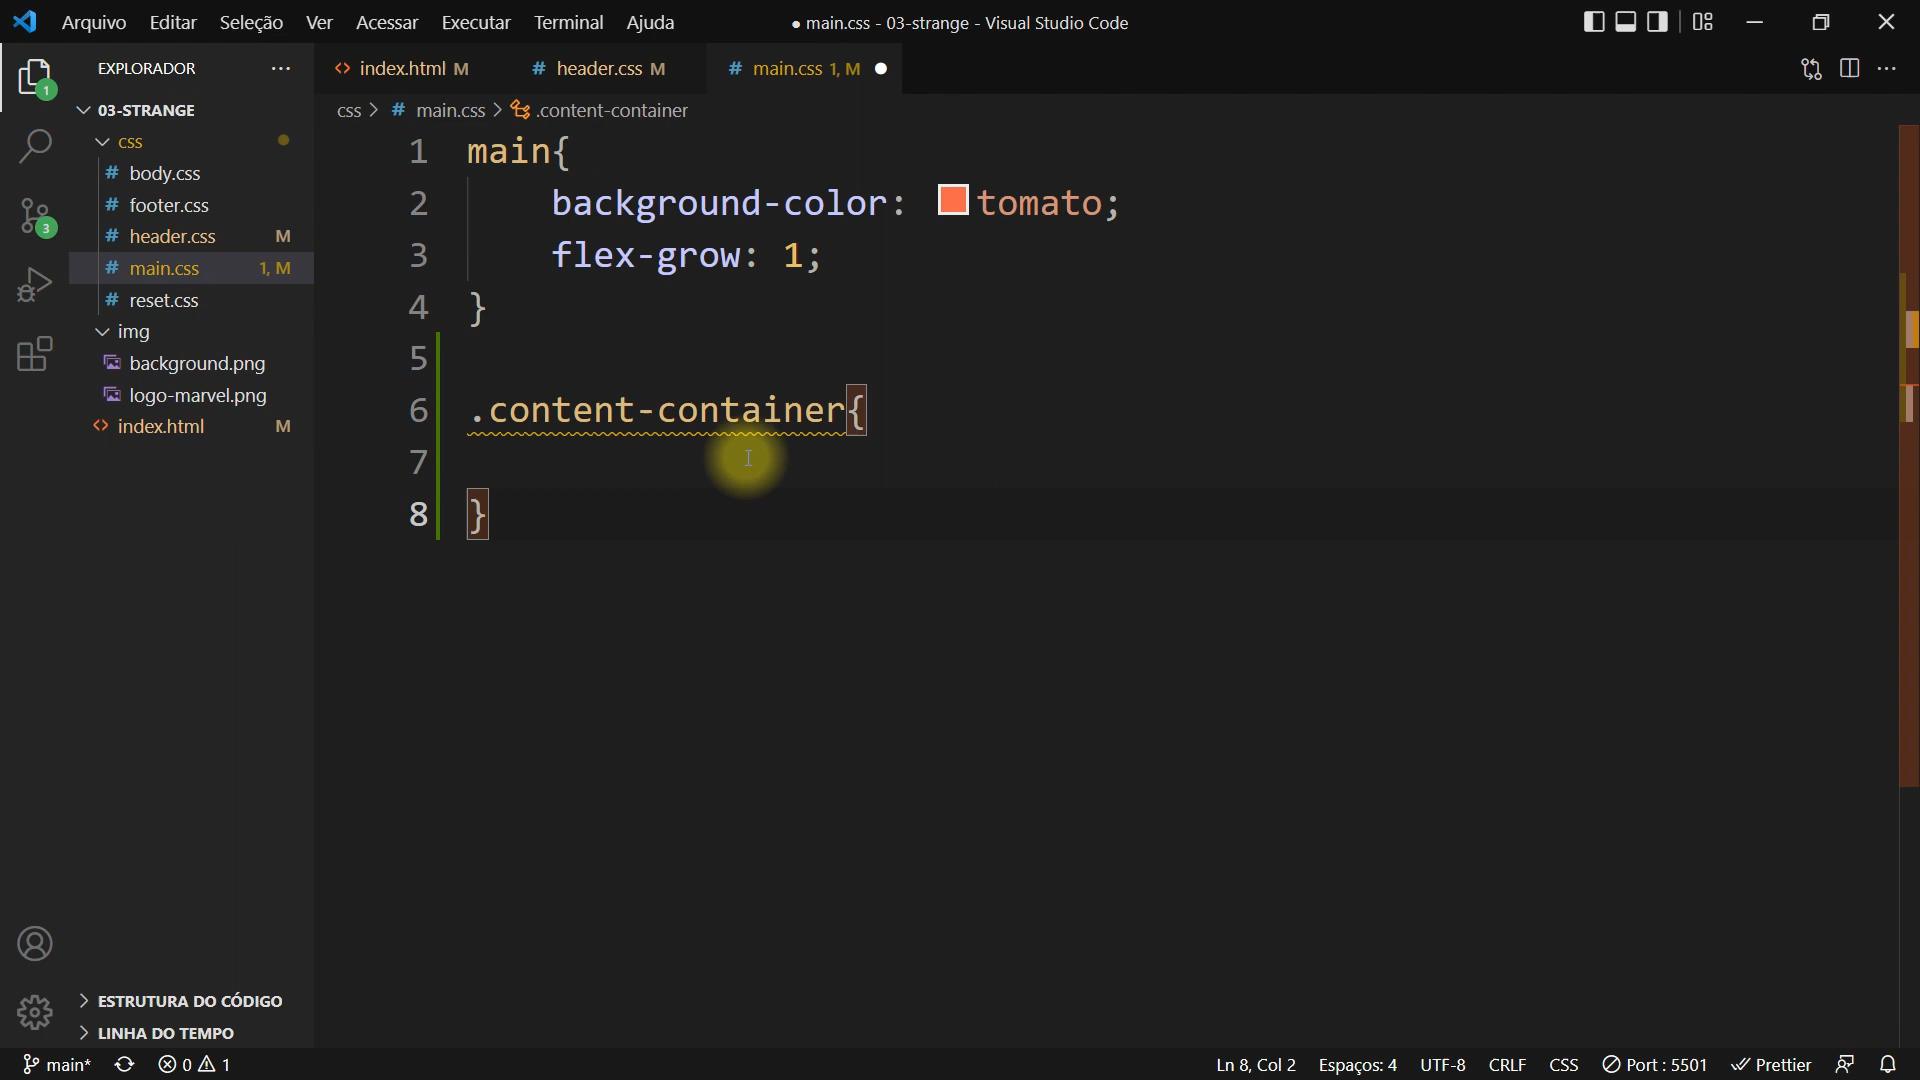 Arquivo Editar Seleção Ver Acessar Executar Terminal Ajuda ● main.css - 03-strange - Visual Studio Code
EXPLORADOR ···
index.html M # header.css M # main.css 1, M ●
03-STRANGE
css > # main.css > .content-container
css
# body.css
# footer.css
# header.css M
# main.css 1, M
# reset.css
img
background.png
logo-marvel.png
index.html M
1
3
1 main{
2 background-color: tomato;
3 flex-grow: 1;
4 }
5
6 .content-container{
7
8 }
ESTRUTURA DO CÓDIGO
LINHA DO TEMPO
main* 0 1 Ln 8, Col 2 Espaços: 4 UTF-8 CRLF CSS Port : 5501 Prettier